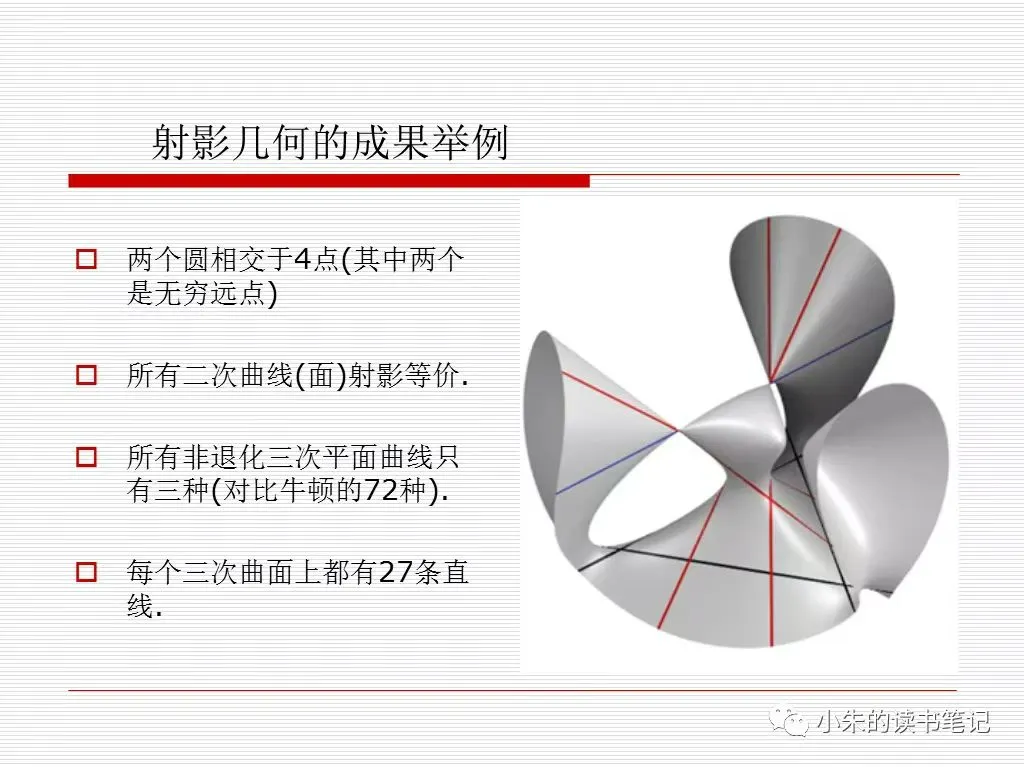 射影几何的成果举例
两个圆相交于4点(其中两个
是无穷远点)
所有二次曲线(面)射影等价.
所有非退化三次平面曲线只
有三种(对比牛顿的72种).
每个三次曲面上都有27条直
线.
小朱的读书笔记